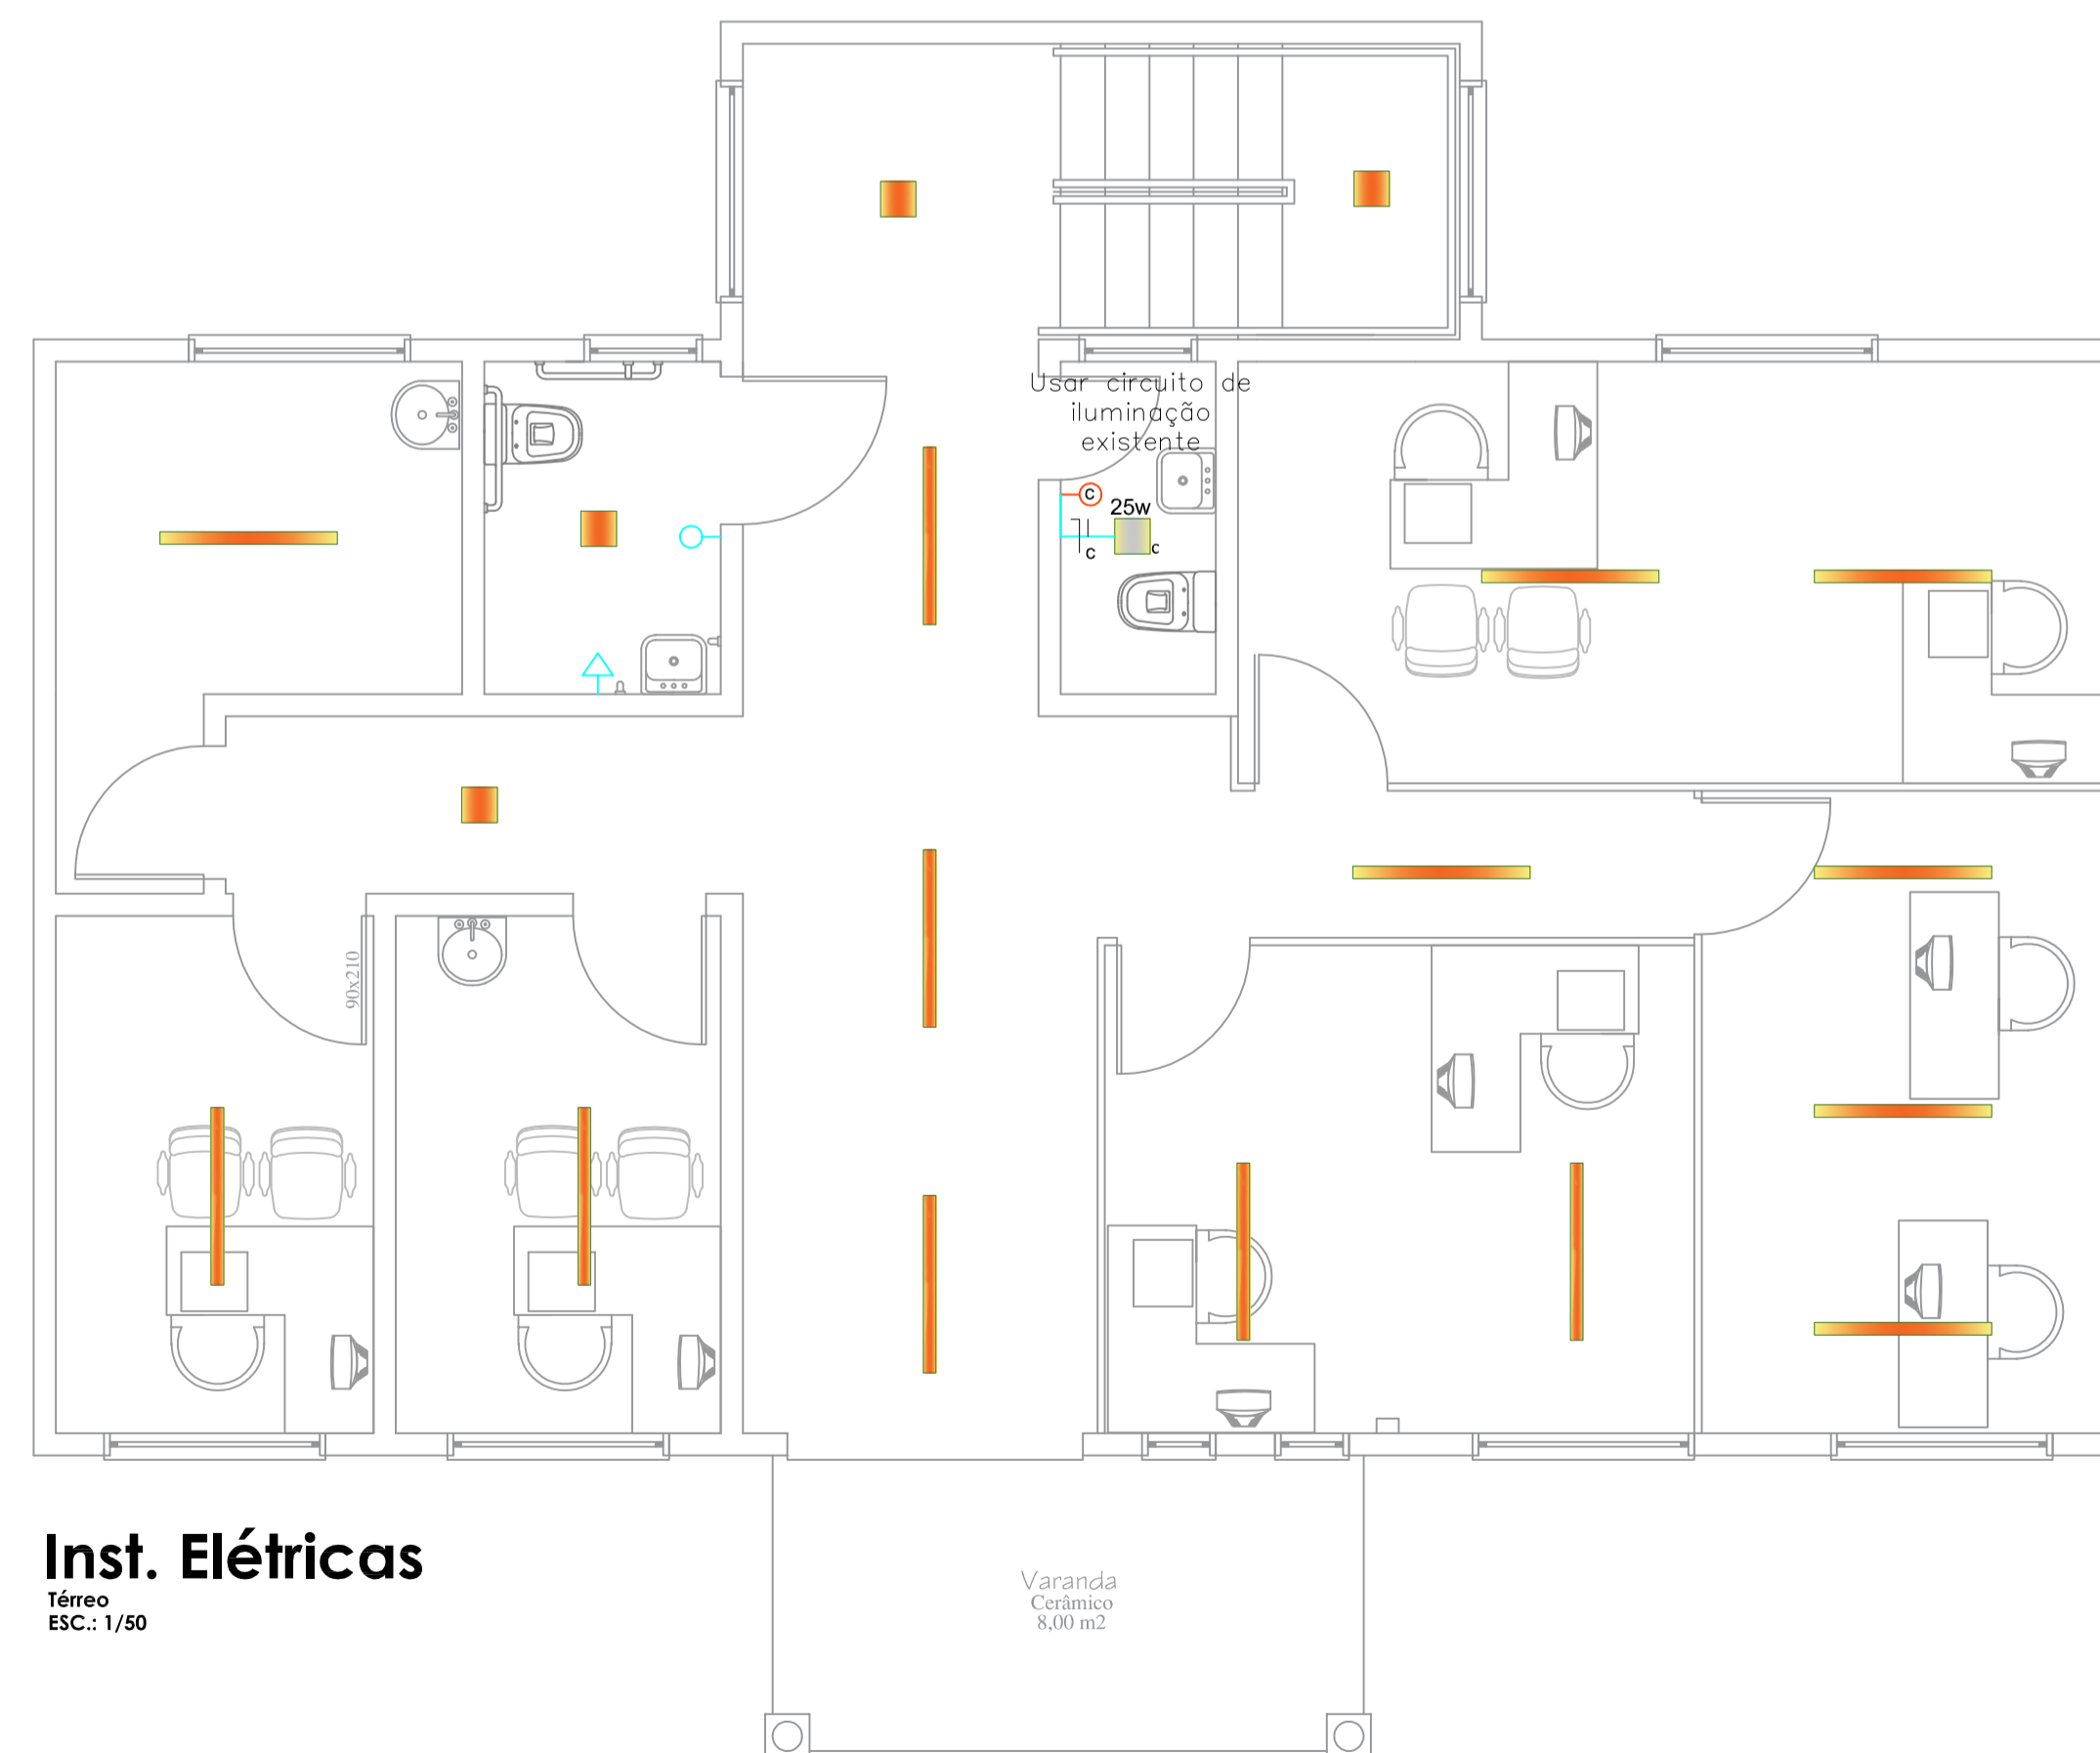 Usar circuito de
iluminação
existente
c
25w
c
c
90x210
Inst. Elétricas
Térreo
ESC.: 1/50
Varanda
Cerâmico
8,00 m2